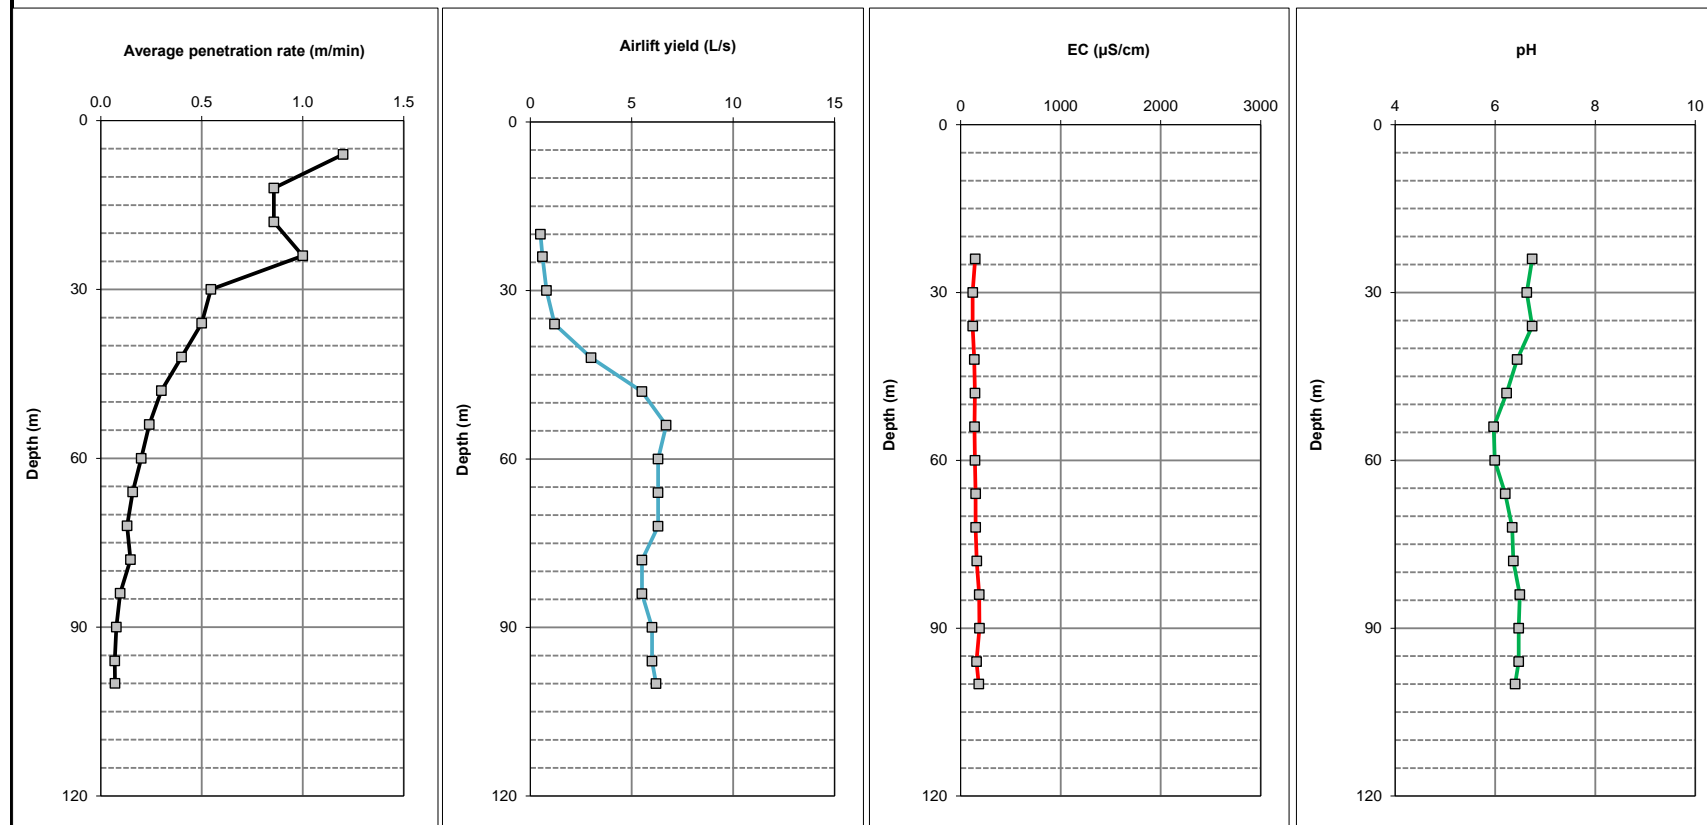 Average penetration rate (m/min)
0.0 0.5 1.0 1.5
0
30
60
90
120
Depth (m)
Airlift yield (L/s)
0 5 10 15
0
30
60
90
120
Depth (m)
EC (µS/cm)
0 1000 2000 3000
0
30
60
90
120
Depth (m)
pH
4 6 8 10
0
30
60
90
120
Depth (m)